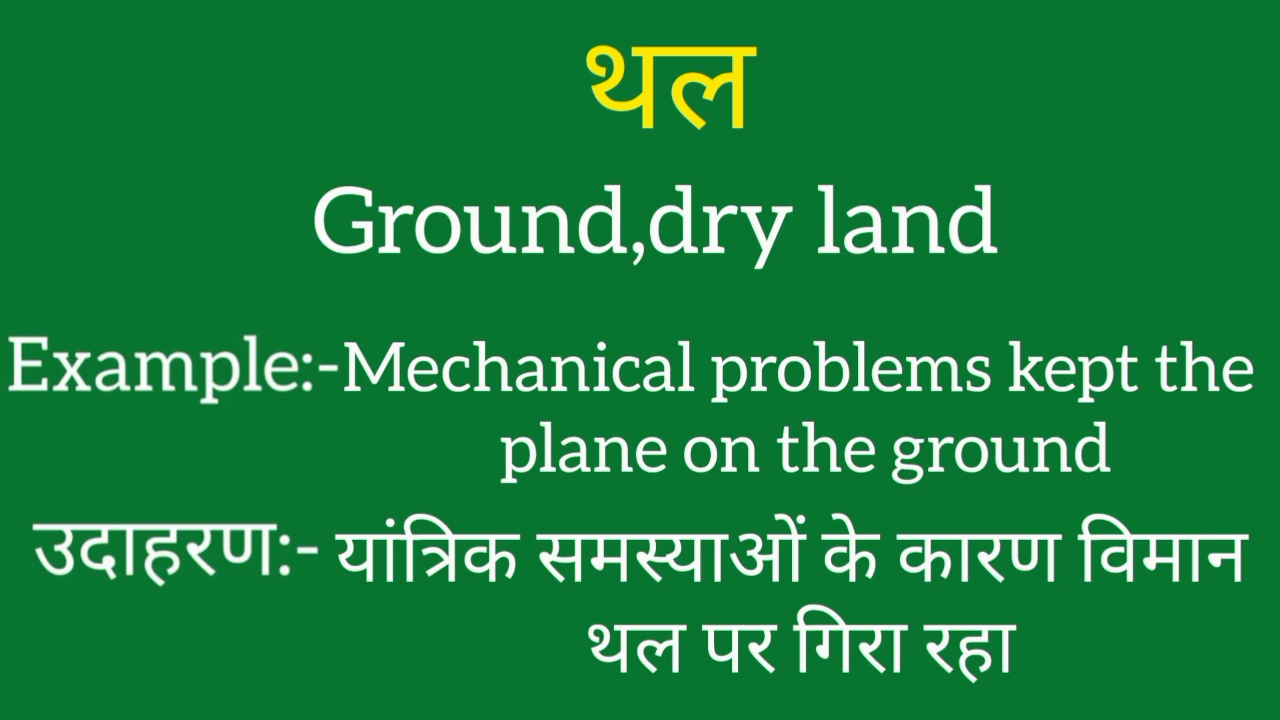 थल
Ground,dry land
Example:-Mechanical problems kept the
plane on the ground
उदाहरण:- यांत्रिक समस्याओं के कारण विमान
थल पर गिरा रहा